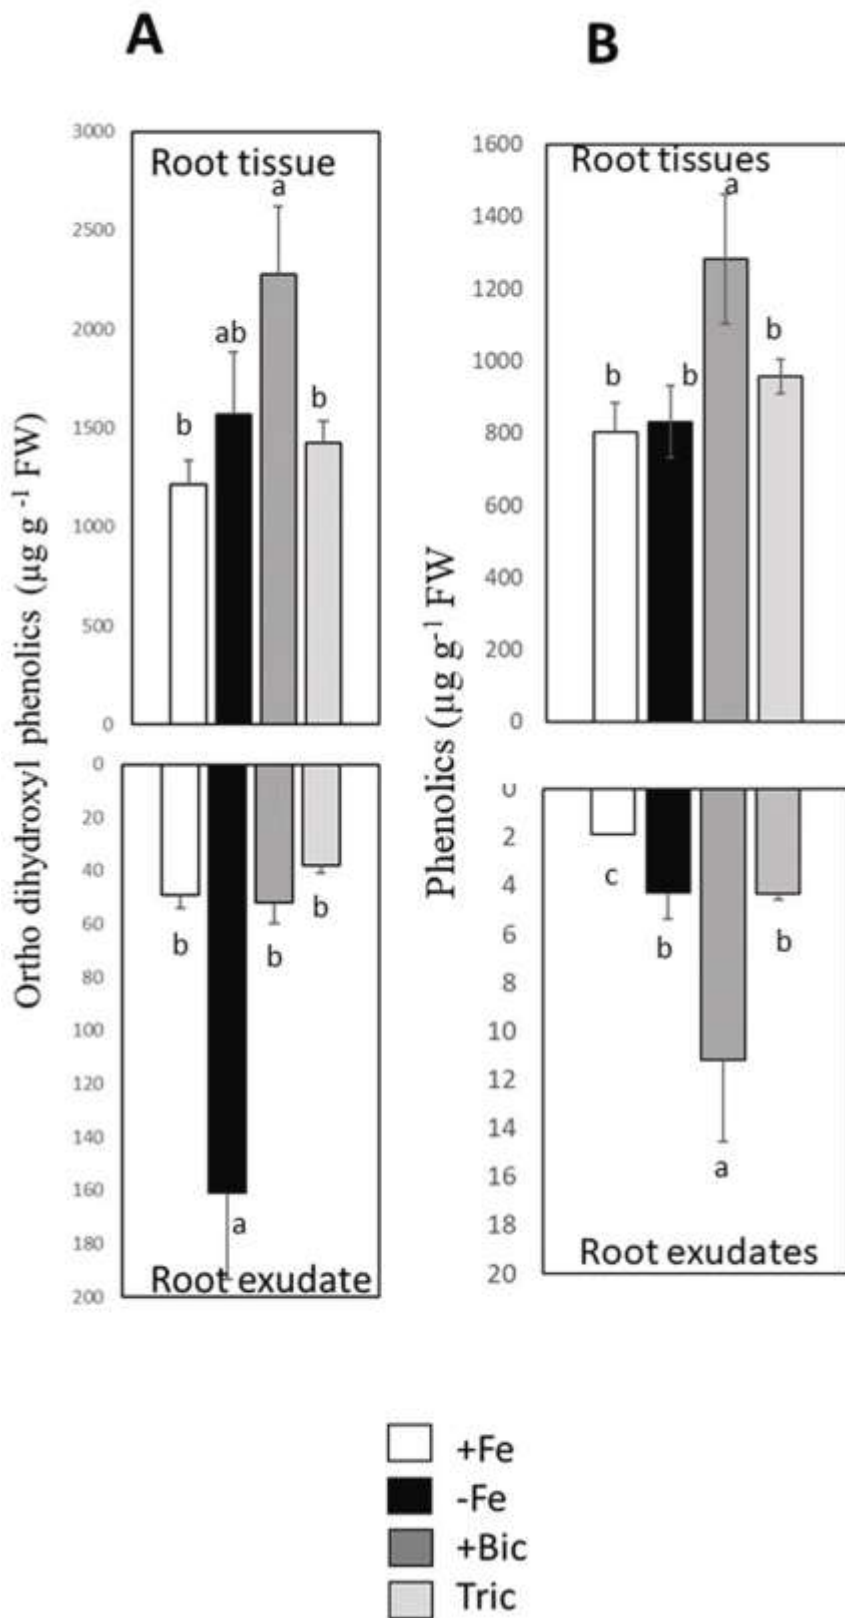 A
B
Ortho dihydroxyl phenolics (µg g -1 FW)
3000
2500
2000
1500
1000
500
0
Root tissue
b
ab
a
b
0
20
40
60
80
100
120
140
160
180
200
b
a
b
b
Root exudate
Phenolics (µg g-1 FW
1600
1400
1200
1000
800
600
400
200
0
Root tissues
b
b
a
b
0
2
4
6
8
10
12
14
16
18
20
c
b
a
b
Root exudates
+Fe
-Fe
+Bic
Tric